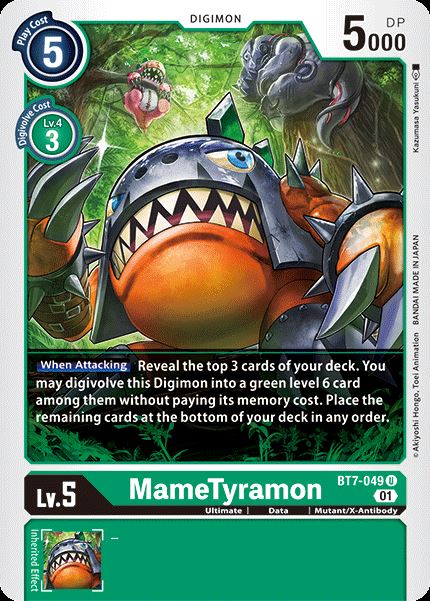 DIGIMON
Play Cost
5
DP
5000
Digivolve Cost
Lv.4
3
Kazumasa Yasukuni
When Attacking Reveal the top 3 cards of your deck. You
may digivolve this Digimon into a green level 6 card
among them without paying its memory cost. Place the
remaining cards at the bottom of your deck in any order.
© Akiyoshi Hongo, Toei Animation BANDAI MADE IN JAPAN
Lv.5
MameTyramon
BT7-049 U
01
Ultimate | Data | Mutant/X-Antibody
Inherited Effect
–